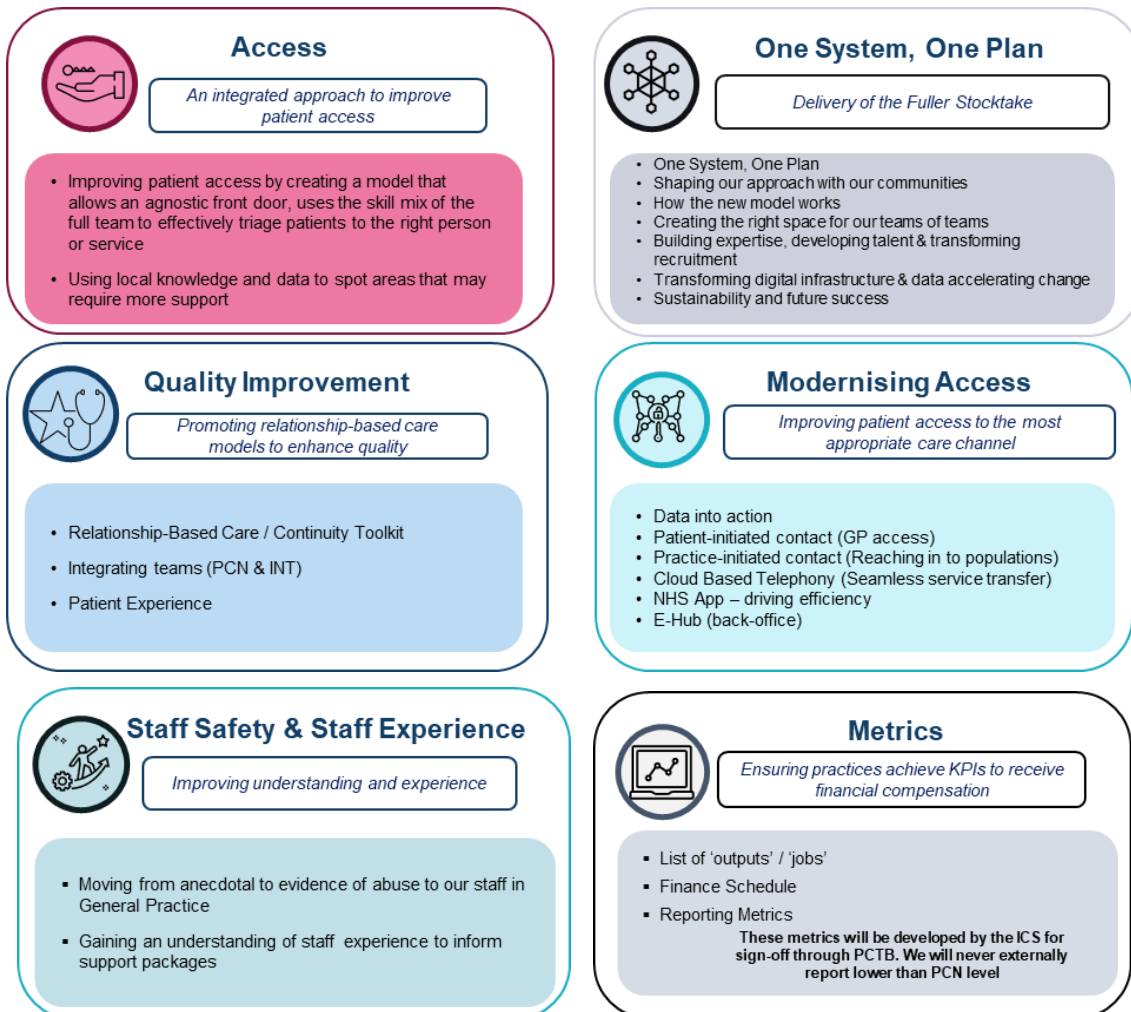 Access
An integrated approach to improve
patient access
• Improving patient access by creating a model that
allows an agnostic front door, uses the skill mix of the
full team to effectively triage patients to the right person
or service
• Using local knowledge and data to spot areas that may
require more support
One System, One Plan
Delivery of the Fuller Stocktake
• One System, One Plan
• Shaping our approach with our communities
• How the new model works
• Creating the right space for our teams of teams
• Building expertise, developing talent & transforming
recruitment
• Transforming digital infrastructure & data accelerating change
• Sustainability and future success
Quality Improvement
Promoting relationship-based care
models to enhance quality
• Relationship-Based Care / Continuity Toolkit
• Integrating teams (PCN & INT)
• Patient Experience
Modernising Access
Improving patient access to the most
appropriate care channel
• Data into action
• Patient-initiated contact (GP access)
• Practice-initiated contact (Reaching in to populations)
• Cloud Based Telephony (Seamless service transfer)
• NHS App – driving efficiency
• E-Hub (back-office)
Staff Safety & Staff Experience
Improving understanding and experience
▪ Moving from anecdotal to evidence of abuse to our staff in
General Practice
▪ Gaining an understanding of staff experience to inform
support packages
Metrics
Ensuring practices achieve KPIs to receive
financial compensation
▪ List of ‘outputs’ / ‘jobs’
▪ Finance Schedule
▪ Reporting Metrics
These metrics will be developed by the ICS for
sign-off through PCTB. We will never externally
report lower than PCN level